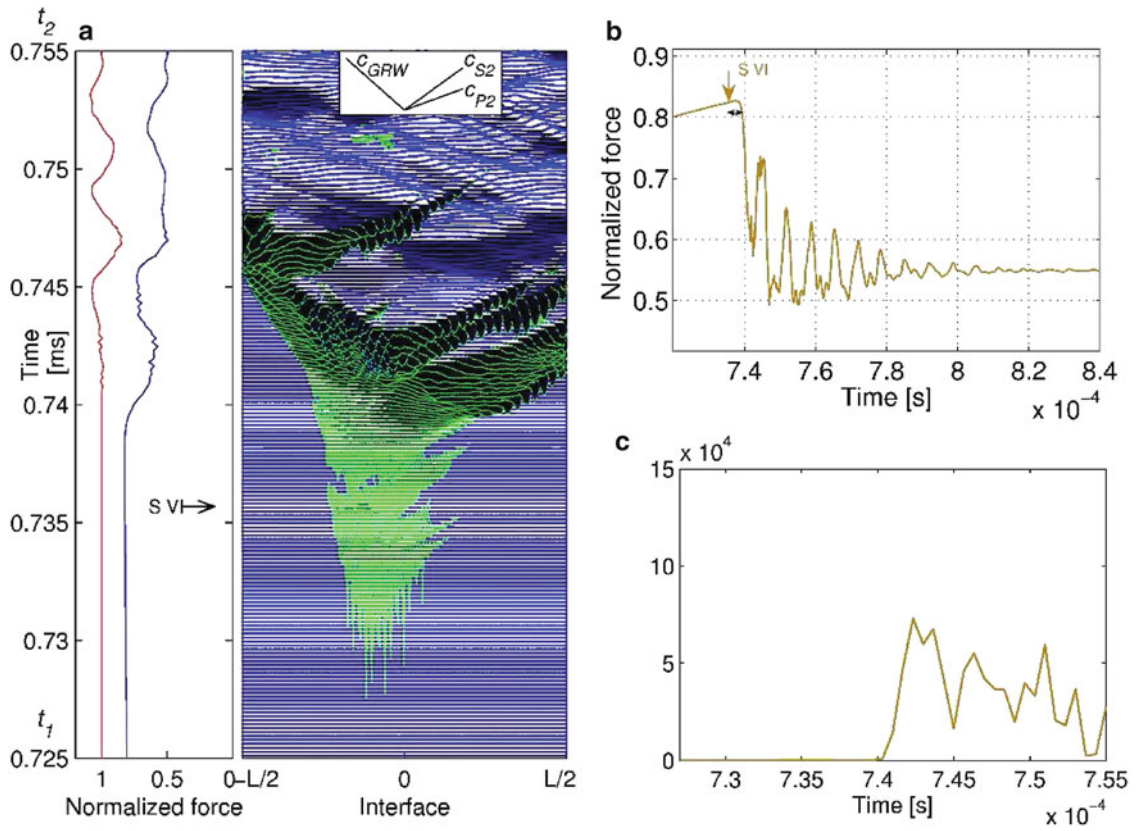 t2
a
0.755
0.75
0.745
Time
[ms]
0.74
S VI
0.735
0.73
t1
0.725
1
0.5
0
Normalized force
cGRW
cS2
cP2
-L/2
0
L/2
Interface
b
0.9
0.8
0.7
0.6
0.5
Normalized force
S VI
7.4
7.6
7.8
8
8.2
8.4
Time [s]
x 10-4
c
x 104
15
10
5
0
7.3
7.35
7.4
7.45
7.5
7.55
Time [s]
x 10-4